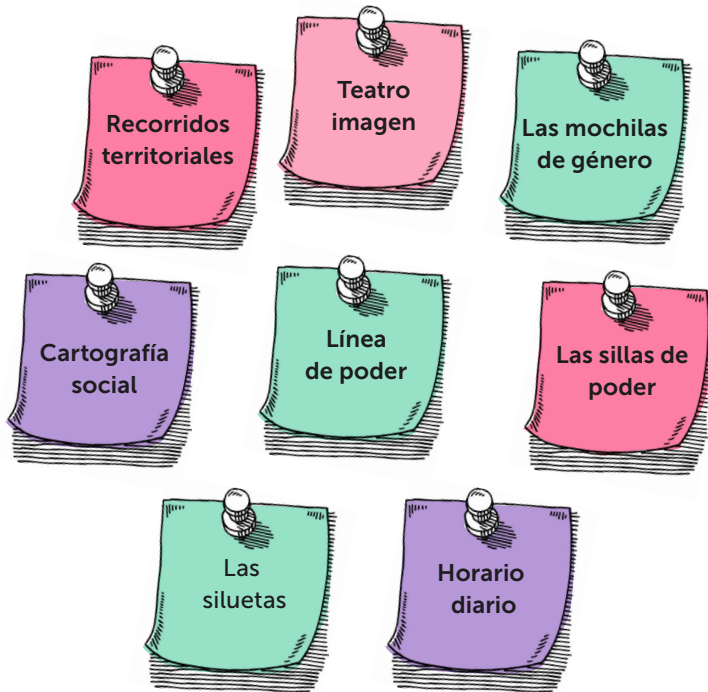 Recorridos
territoriales
Teatro
imagen
Las mochilas
de género
Cartografía
social
Línea
de poder
Las sillas de
poder
Las
siluetas
Horario
diario